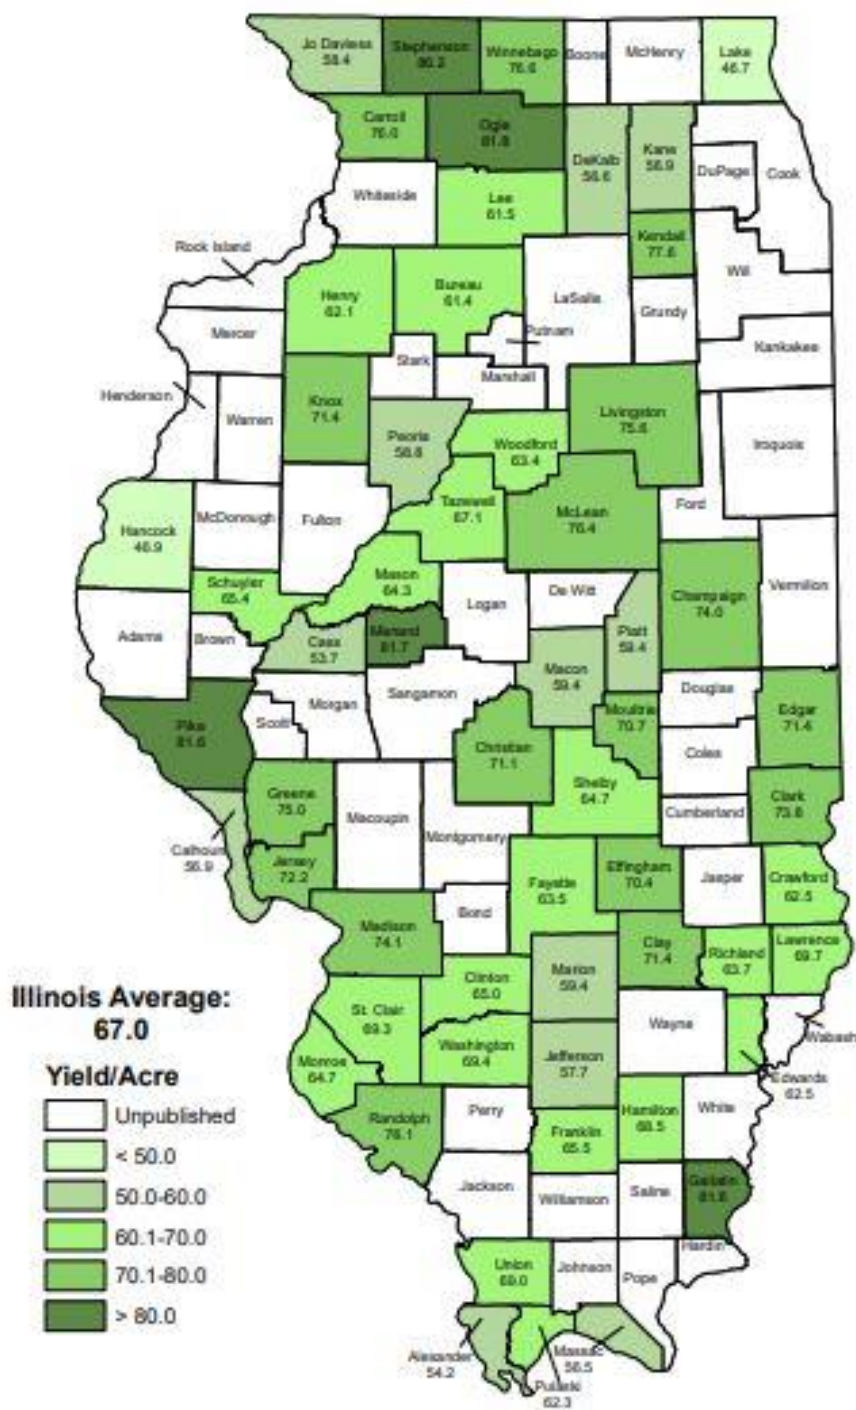 Jo Daviess
58.4
Stephenson
80.2
Winnebago
76.6
Boone
McHenry
Lake
46.7
Carroll
76.0
Ogle
81.8
DeKalb
56.6
Kane
56.9
DuPage
Cook
Whiteside
Lee
61.5
Rock Island
Kendall
77.6
Will
Henry
62.1
Bureau
61.4
LaSalle
Grundy
Mercer
Putnam
Kankakee
Stark
Marshall
Henderson
Warren
Knox
71.4
Peoria
Livingston
75.6
Woodford
63.4
Iroquois
Tazewell
67.1
McLean
76.4
Ford
Hancock
46.9
McDonough
Fulton
Schuyler
65.4
Mason
64.3
Logan
De Witt
Champaign
74.0
Vermilion
Adams
Brown
Cass
53.7
Menard
81.7
Piatt
59.4
Macon
59.4
Sangamon
Morgan
Scott
Douglas
Moultrie
70.7
Edgar
71.4
Pike
81.6
Christian
71.1
Coles
Shelby
64.7
Greene
75.0
Macoupin
Clark
73.8
Cumberland
Montgomery
Calhoun
56.9
Jersey
72.2
Effingham
70.4
Fayette
63.5
Jasper
Crawford
62.5
Bond
Madison
74.1
Clay
71.4
Richland
63.7
Lawrence
69.7
Marion
59.4
Clinton
65.0
Illinois Average:
67.0
St. Clair
69.3
Wayne
Wabash
Washington
69.4
Jefferson
57.7
Monroe
64.7
Edwards
62.5
Yield/Acre
Unpublished
< 50.0
50.0-60.0
60.1-70.0
70.1-80.0
> 80.0
Randolph
76.1
Perry
Hamilton
68.5
White
Franklin
65.5
Jackson
Williamson
Saline
Gallatin
81.6
Hardin
Union
69.0
Johnson
Pope
Alexander
54.2
Massac
56.5
Pulaski
62.3